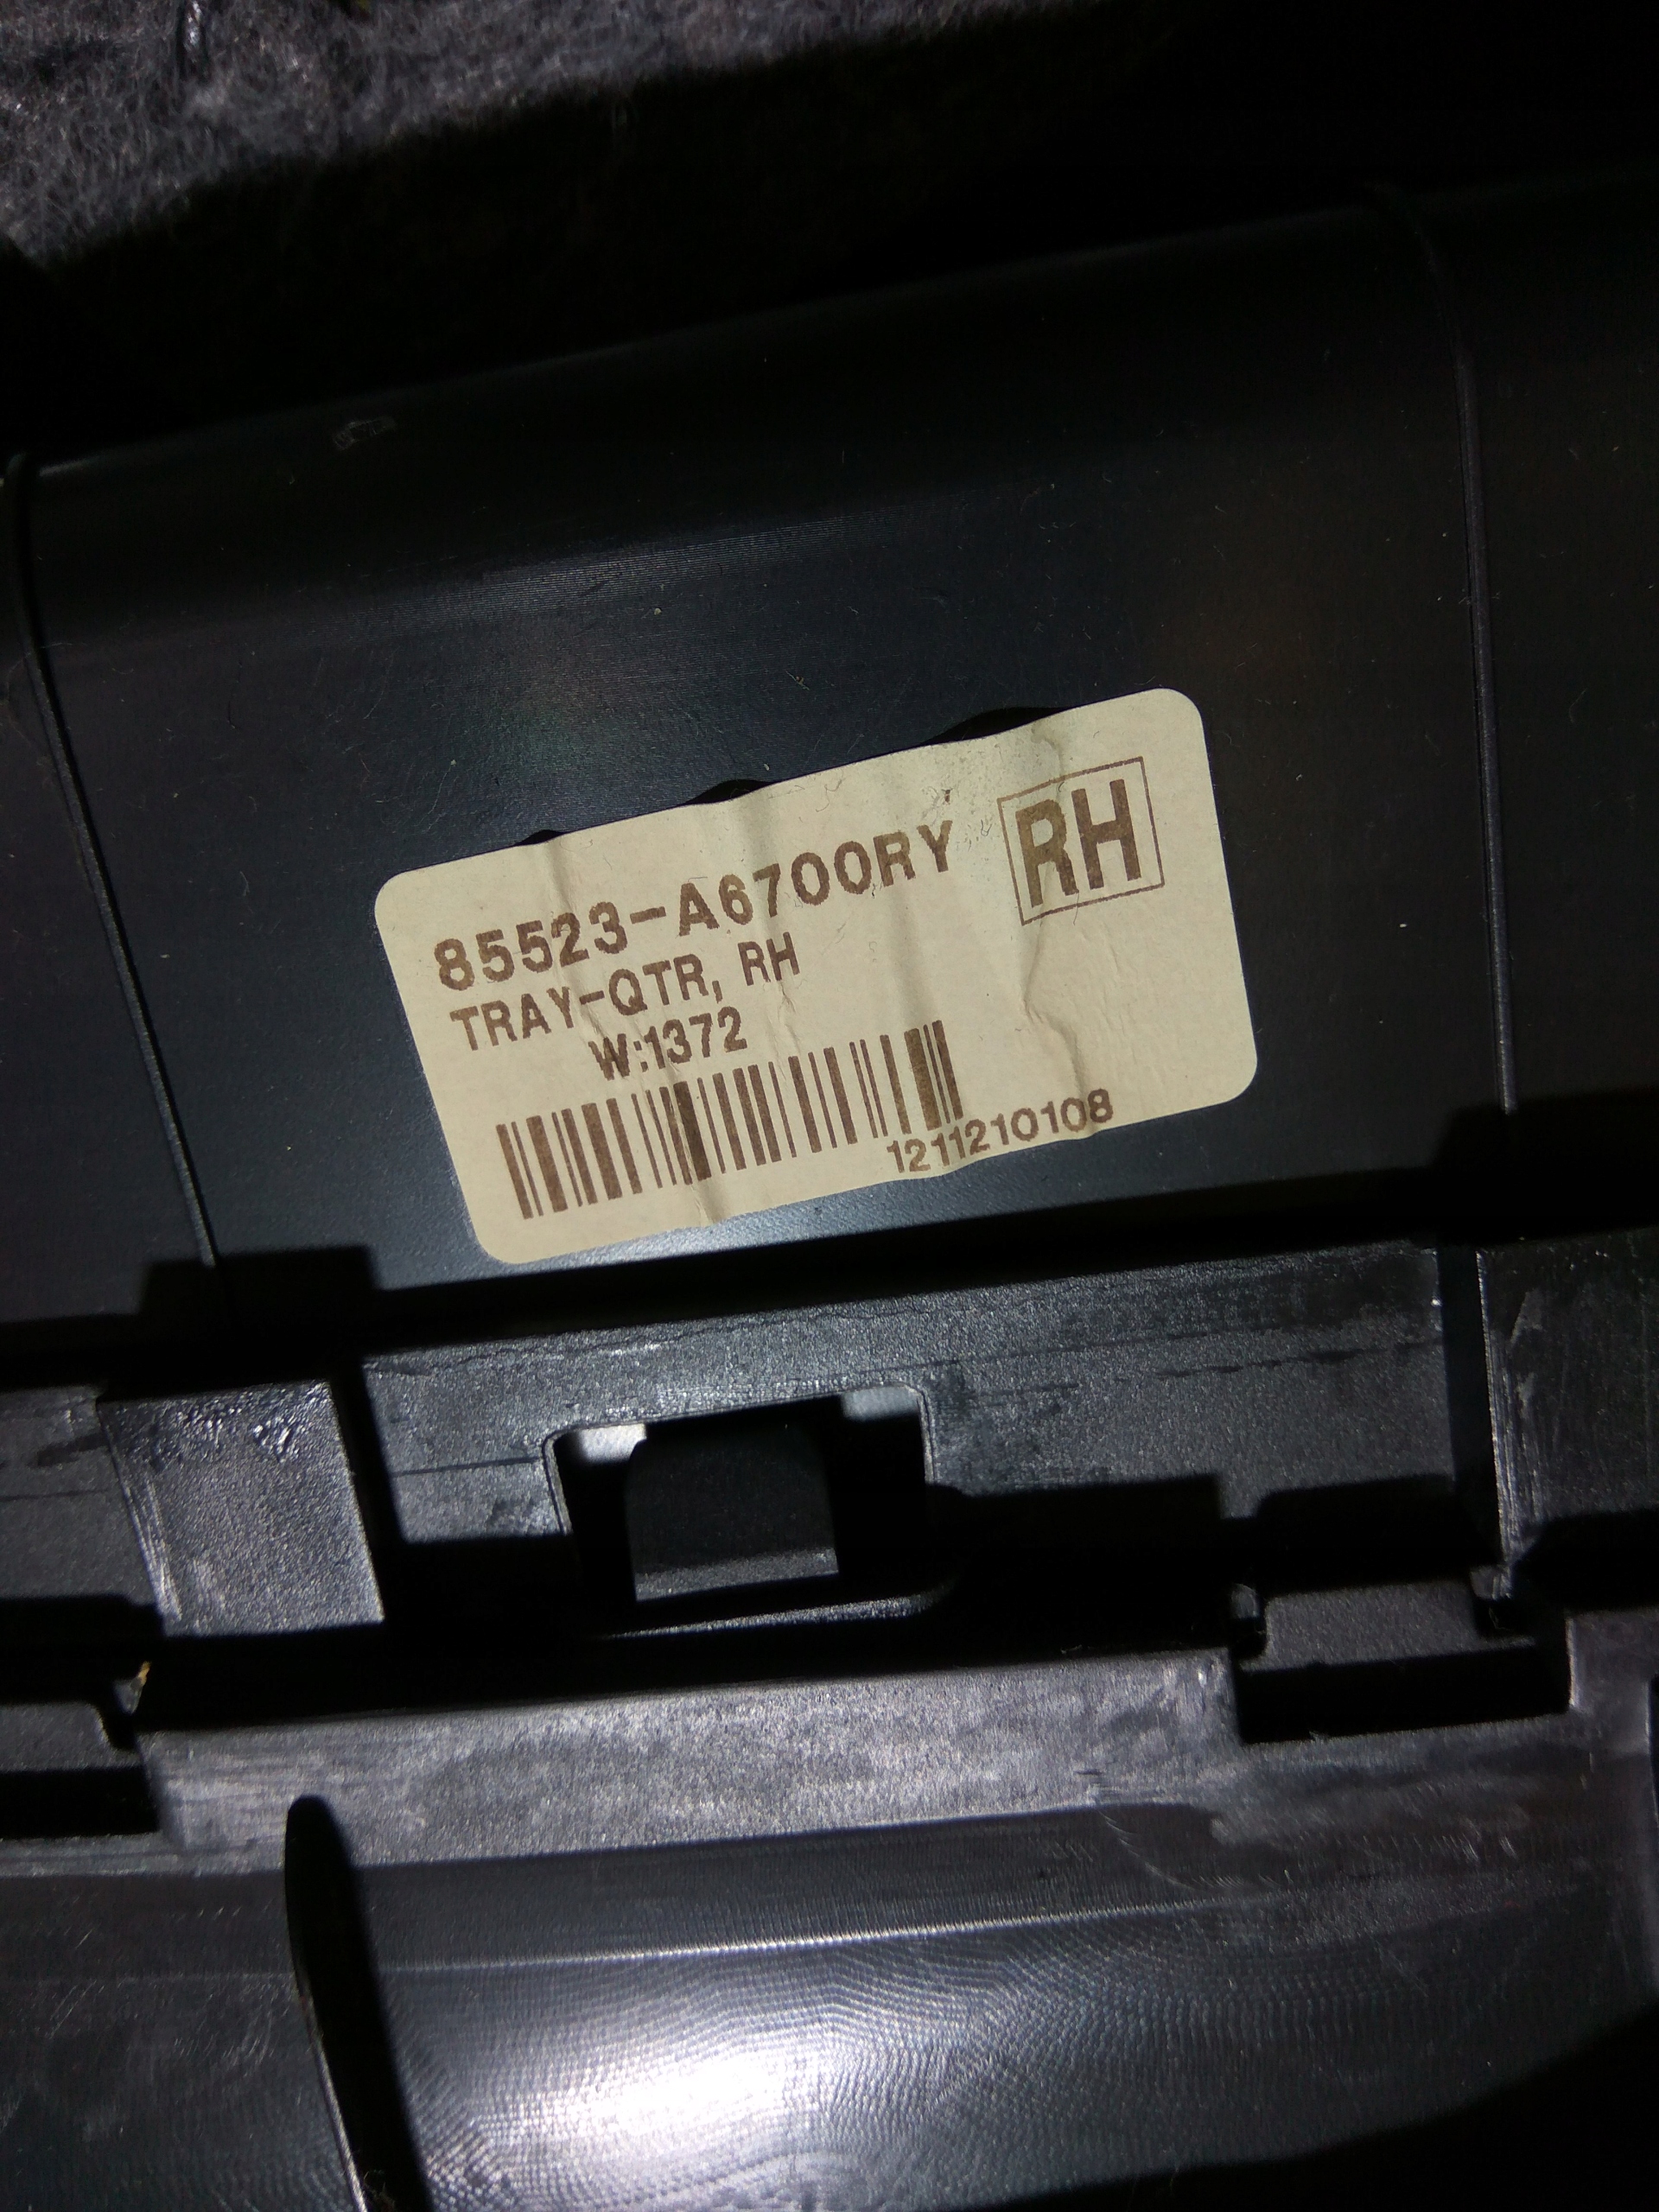 85523-A6700RY
RH
TRAY-QTR, RH
W:1372
1211210108